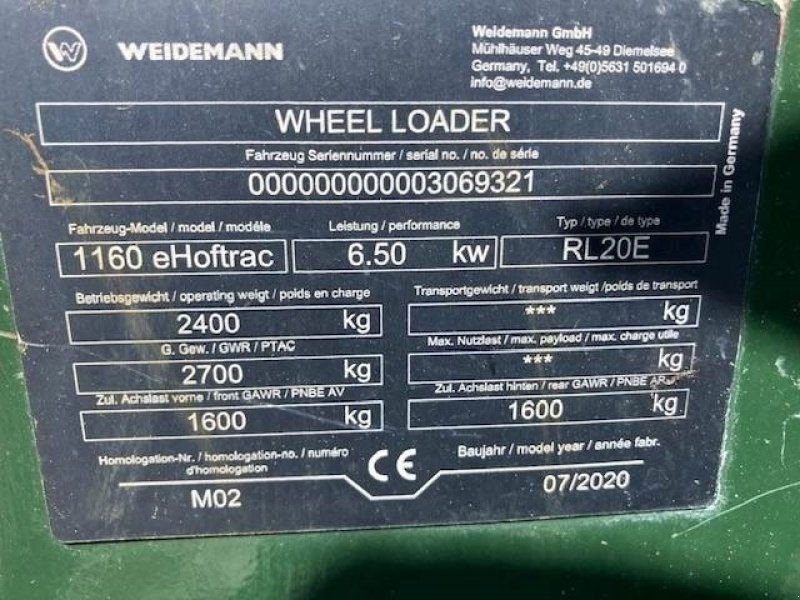 W WEIDEMANN
Weidemann GmbH
Mühlhäuser Weg 45-49 Diemelsee
Germany, Tel. +49(0)5631 501694 0
info@weidemann.de
WHEEL LOADER
Fahrzeug Seriennummer / serial no. / no. de série
000000000003069321
Made in Germany
Fahrzeug-Model / model / modéle
1160 eHoftrac
Leistung / performance
6.50 kw
Typ / type / de type
RL20E
Betriebsgewicht / operating weigt / poids en charge
2400 kg
Transportgewicht / transport weigt /poids de transport
*** kg
G. Gew. / GWR / PTAC
2700 kg
Max. Nutzlast / max. payload / max. charge utile
*** kg
Zul. Achslast vorne / front GAWR / PNBE AV
1600 kg
Zul. Achslast hinten / rear GAWR / PNBE AR
1600 kg
Homologation-Nr. / homologation-no. / numéro
d'homologation
M02
CE
Baujahr / model year / année fabr.
07/2020